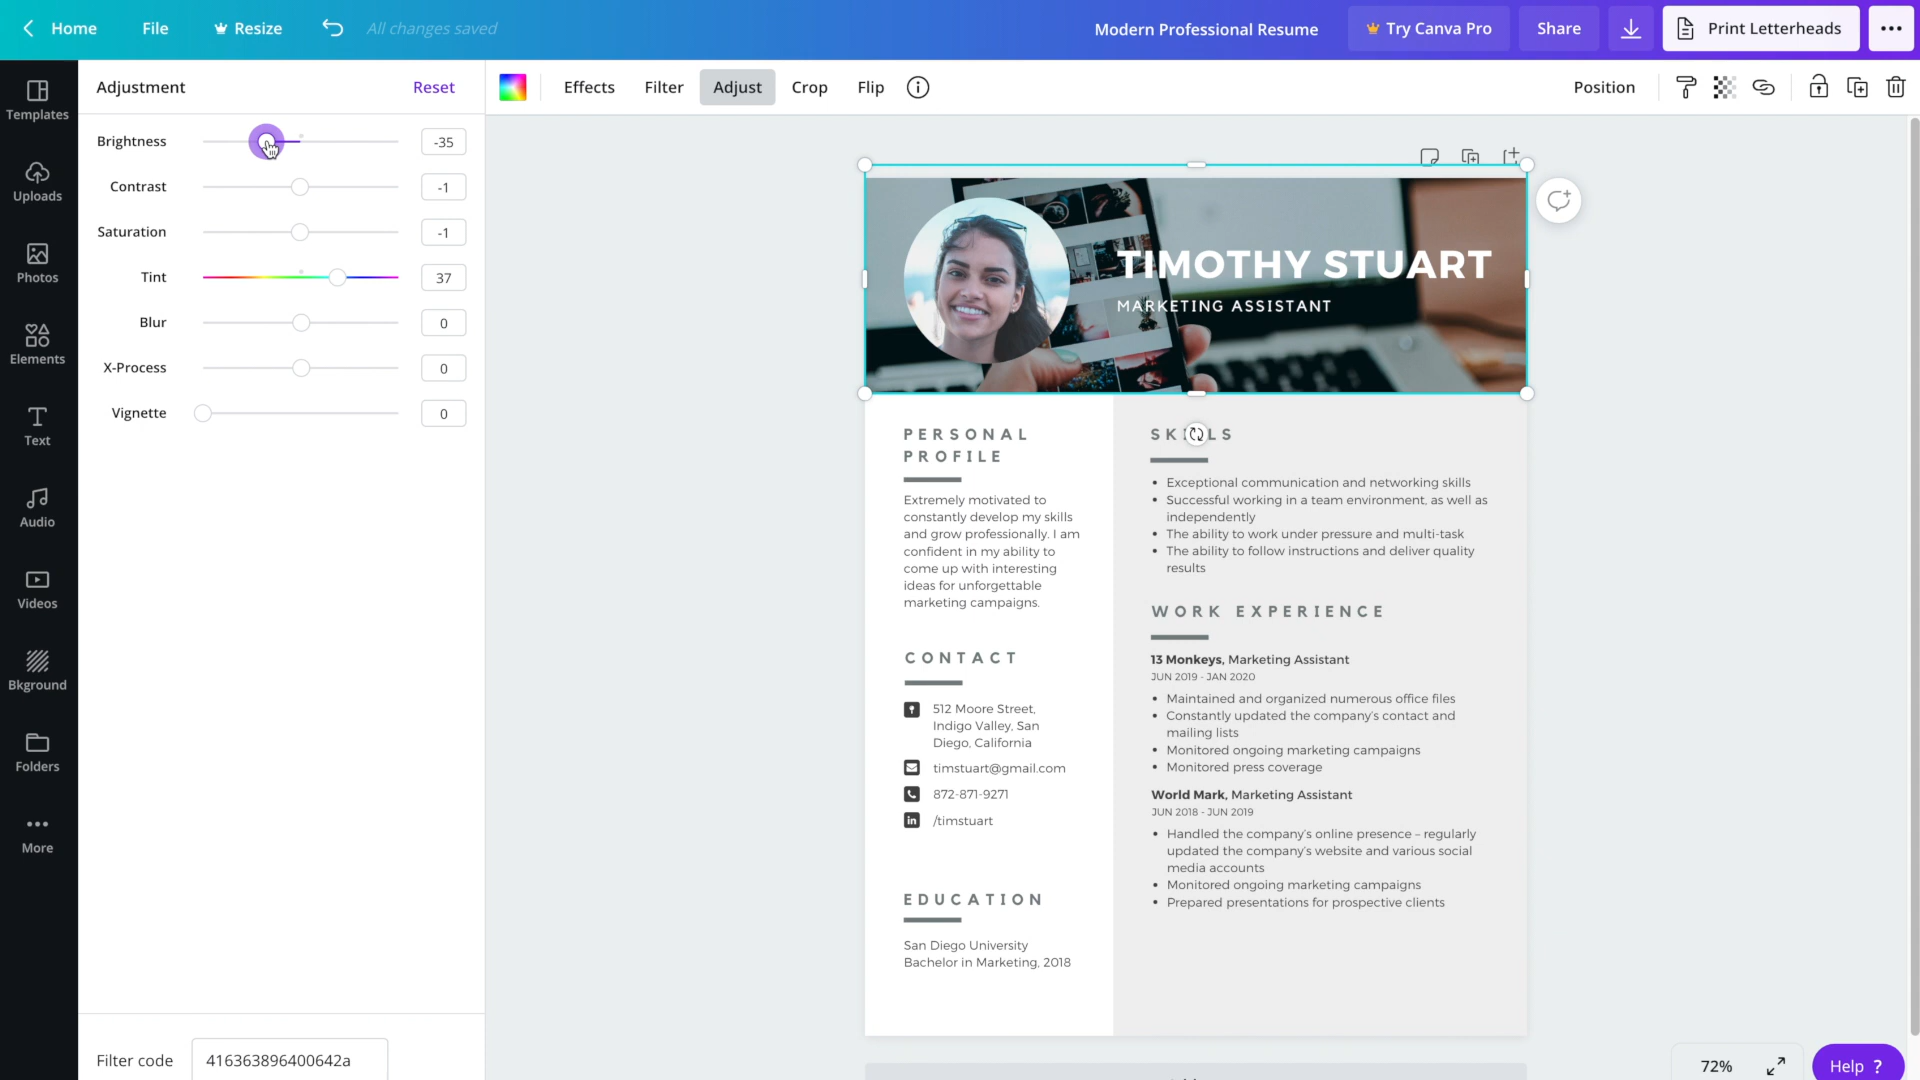 Home
File
Resize
All changes saved
Modern Professional Resume
Try Canva Pro
Share
Print Letterheads
Templates
Uploads
Photos
Elements
Text
Audio
Videos
Bkground
Folders
More
Adjustment
Reset
Brightness
-35
Contrast
-1
Saturation
-1
Tint
37
Blur
0
X-Process
0
Vignette
0
Filter code
416363896400642a
Effects
Filter
Adjust
Crop
Flip
Position
TIMOTHY STUART
MARKETING ASSISTANT
PERSONAL
PROFILE
Extremely motivated to
constantly develop my skills
and grow professionally. I am
confident in my ability to
come up with interesting
ideas for unforgettable
marketing campaigns.
CONTACT
512 Moore Street,
Indigo Valley, San
Diego, California
timstuart@gmail.com
872-871-9271
in
/timstuart
EDUCATION
San Diego University
Bachelor in Marketing, 2018
SKILLS
• Exceptional communication and networking skills
• Successful working in a team environment, as well as
independently
• The ability to work under pressure and multi-task
• The ability to follow instructions and deliver quality
results
WORK EXPERIENCE
13 Monkeys, Marketing Assistant
JUN 2019 - JAN 2020
• Maintained and organized numerous office files
• Constantly updated the company's contact and
mailing lists
• Monitored ongoing marketing campaigns
• Monitored press coverage
World Mark, Marketing Assistant
JUN 2018 - JUN 2019
• Handled the company's online presence – regularly
updated the company's website and various social
media accounts
• Monitored ongoing marketing campaigns
• Prepared presentations for prospective clients
72%
Help ?